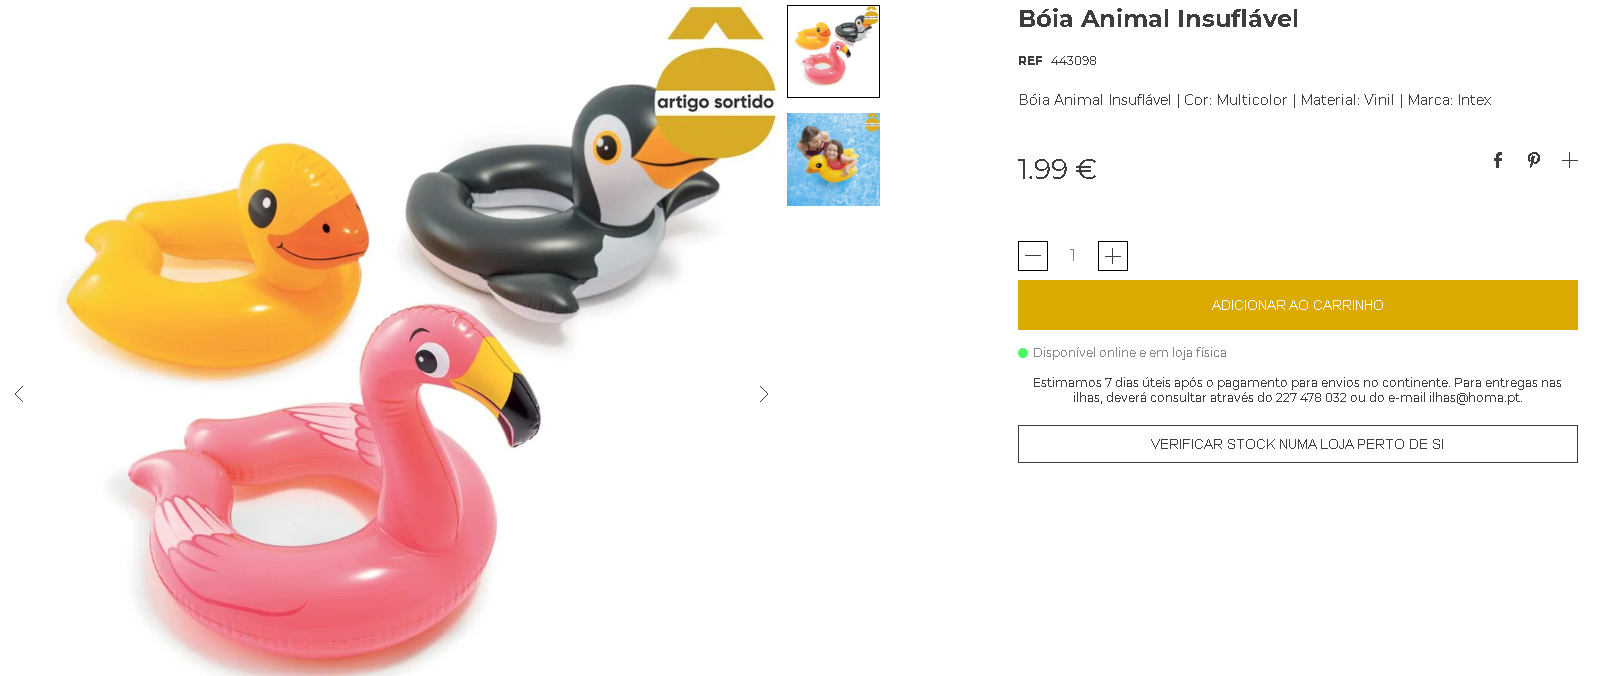 artigo sortido
Bóia Animal Insuflável
REF 443098
Bóia Animal Insuflável | Cor: Multicolor | Material: Vinil | Marca: Intex
1.99 €
1
ADICIONAR AO CARRINHO
Disponível online e em loja física
Estimamos 7 dias úteis após o pagamento para envios no continente. Para entregas nas
ilhas, deverá consultar através do 227 478 032 ou do e-mail ilhas@homa.pt.
VERIFICAR STOCK NUMA LOJA PERTO DE SI